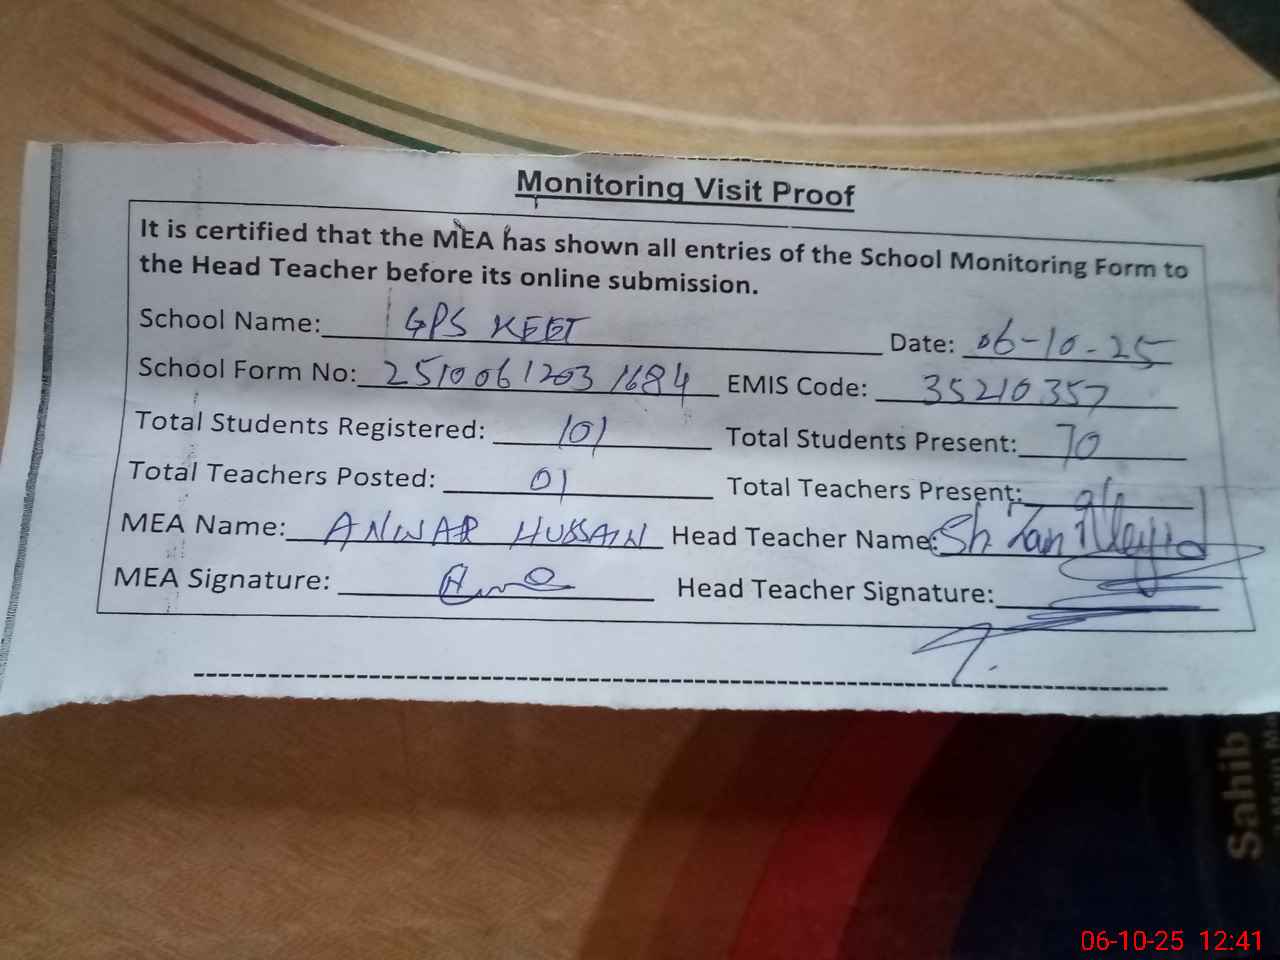 Monitoring Visit Proof
It is certified that the MEA has shown all entries of the School Monitoring Form to
the Head Teacher before its online submission.
School Name: GPS KEET Date: 06-10-25
School Form No: 2510061203 1684 EMIS Code: 35210357
Total Students Registered: 101 Total Students Present: 70
Total Teachers Posted: 01 Total Teachers Present:
MEA Name: ANWAR HUSSAIN Head Teacher Name: Sh.
MEA Signature: Head Teacher Signature:
Sahib
06-10-25 12:41